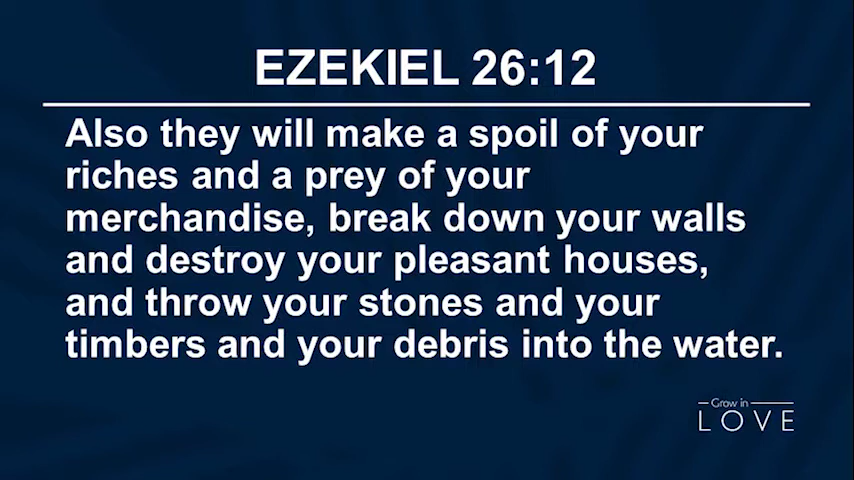 EZEKIEL 26:12
Also they will make a spoil of your
riches and a prey of your
merchandise, break down your walls
and destroy your pleasant houses,
and throw your stones and your
timbers and your debris into the water.
Grow in
LOVE